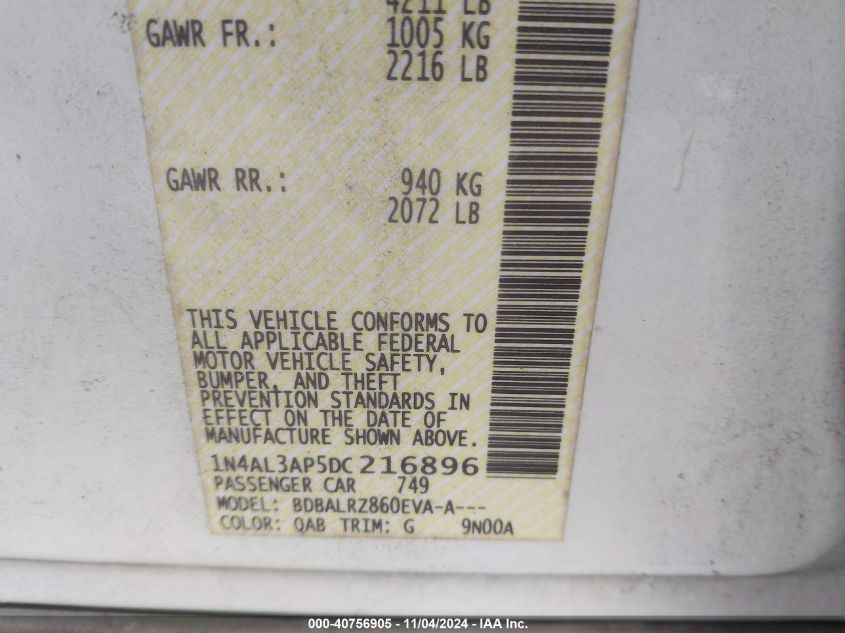 4211 LB
GAWR FR.: 1005 KG
2216 LB
GAWR RR.: 940 KG
2072 LB
THIS VEHICLE CONFORMS TO
ALL APPLICABLE FEDERAL
MOTOR VEHICLE SAFETY,
BUMPER, AND THEFT
PREVENTION STANDARDS IN
EFFECT ON THE DATE OF
MANUFACTURE SHOWN ABOVE.
1N4AL3AP5DC216896
PASSENGER CAR 749
MODEL: BDBALRZ860EVA-A---
COLOR: QAB TRIM: G 9N00A
000-40756905 - 11/04/2024 - IAA Inc.